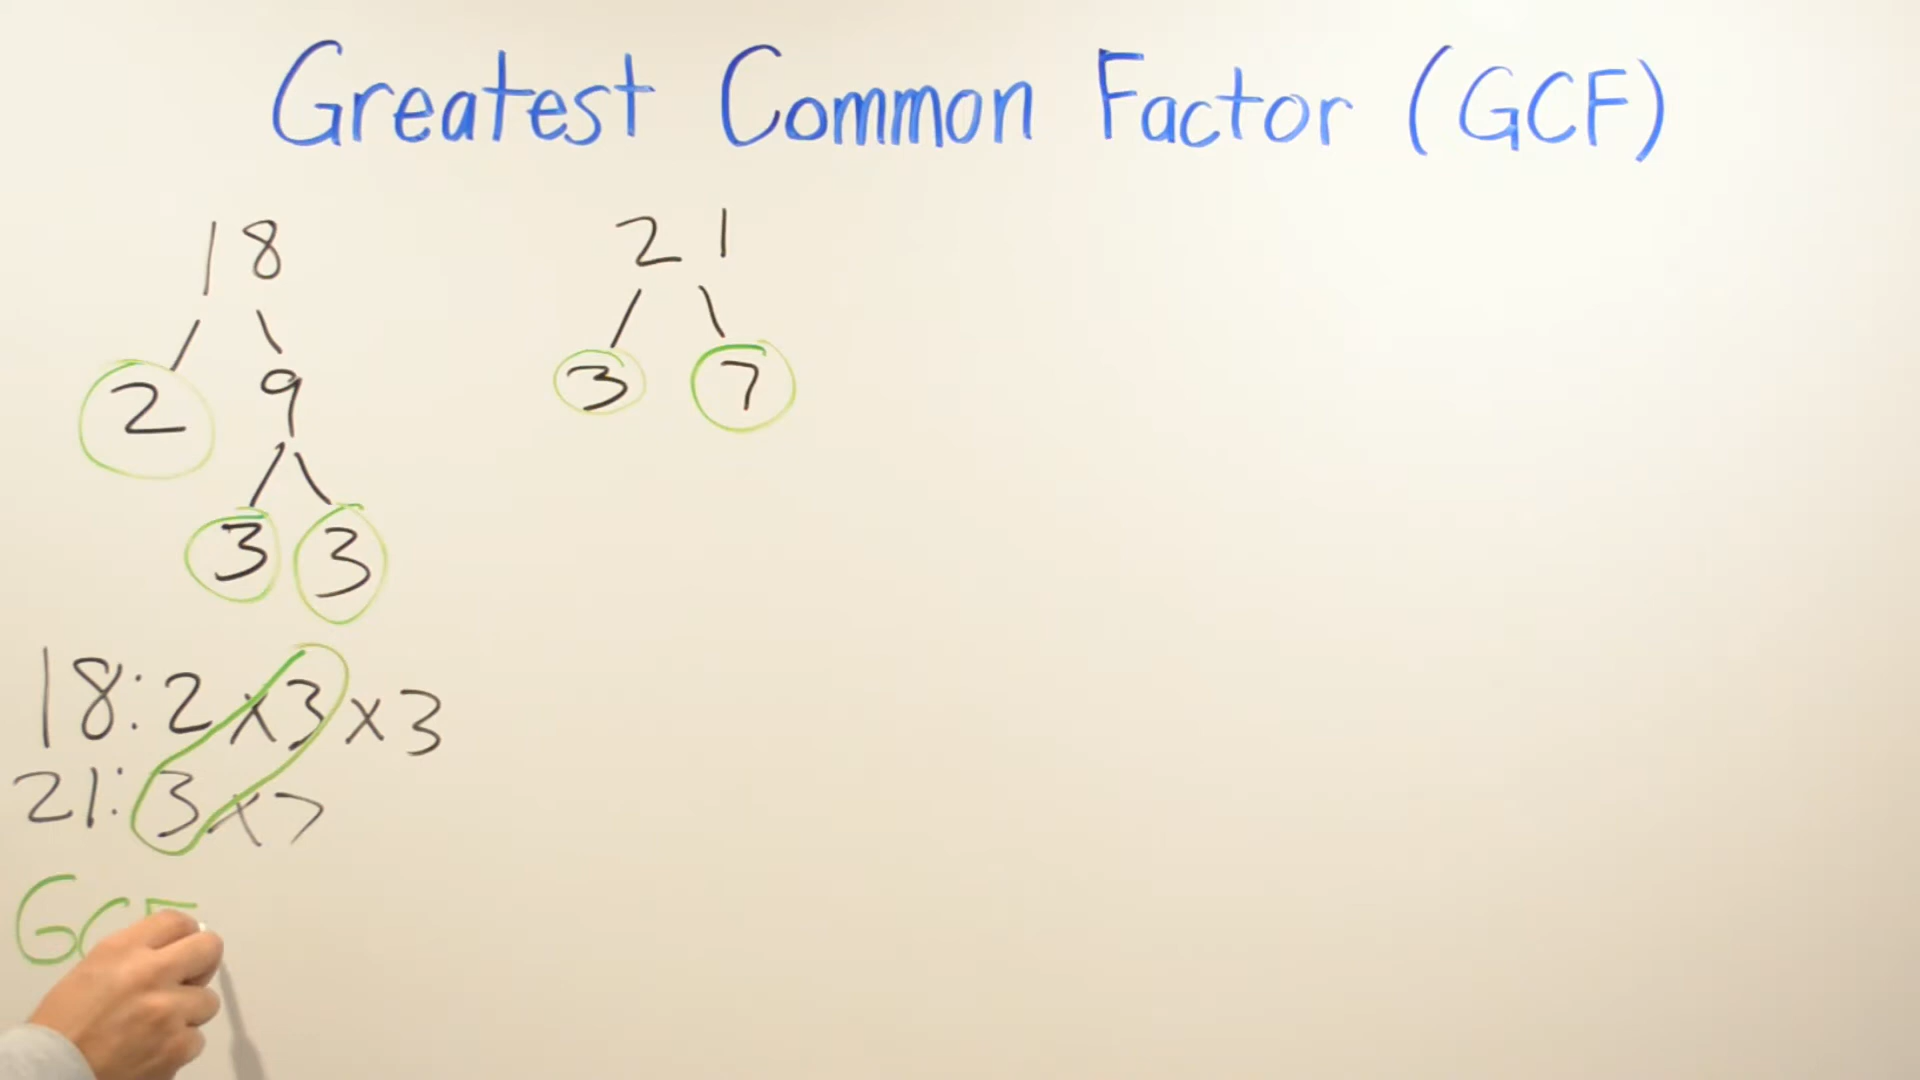 Greatest Common Factor (GCF)
18 21
2 9 3 7
3 3
18: 2 x 3 x 3
21: 3 x 7
GCF